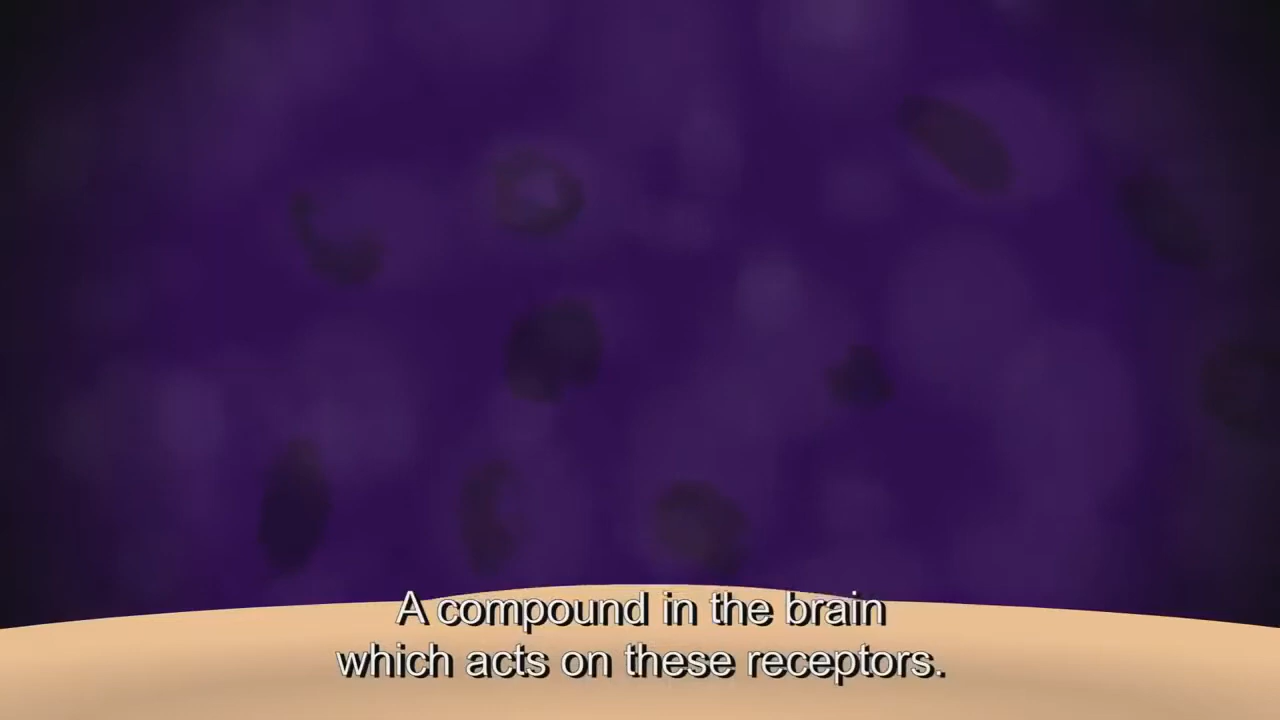 A compound in the brain
which acts on these receptors.